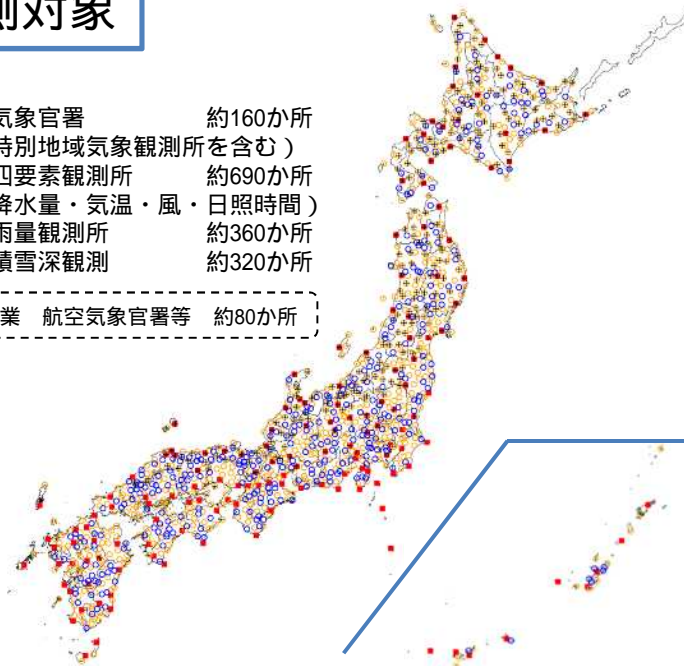 測対象
気象官署 約160か所
特別地域気象観測所を含む）
四要素観測所 約690か所
降水量・気温・風・日照時間）
雨量観測所 約360か所
積雪深観測 約320か所
業 航空気象官署等 約80か所